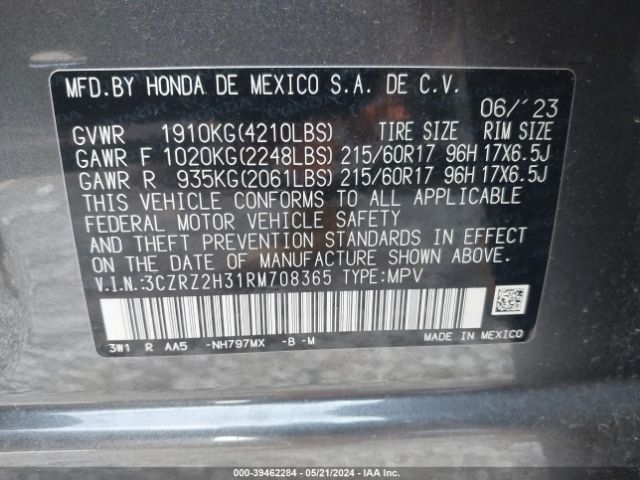 MFD.BY HONDA DE MEXICO S.A. DE C.V.
06/'23
GVWR 1910KG(4210LBS) TIRE SIZE RIM SIZE
GAWR F 1020KG(2248LBS) 215/60R17 96H 17X6.5J
GAWR R 935KG(2061LBS) 215/60R17 96H 17X6.5J
THIS VEHICLE CONFORMS TO ALL APPLICABLE
FEDERAL MOTOR VEHICLE SAFETY
AND THEFT PREVENTION STANDARDS IN EFFECT
ON THE DATE OF MANUFACTURE SHOWN ABOVE.
V.I.N.:3CZRZ2H31RM708365 TYPE:MPV
3W1 R AA5 -NH797MX -B -M MADE IN MEXICO
000-39462284 - 05/21/2024 - IAA Inc.